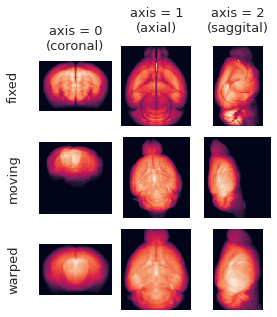 axis = 0
(coronal)
axis = 1
(axial)
axis = 2
(saggital)
fixed
moving
warped